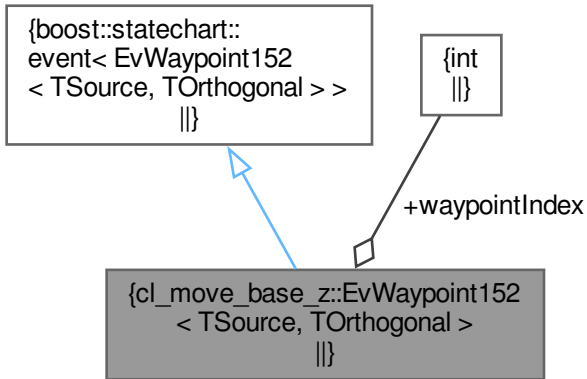 {boost::statechart::
event< EvWaypoint152
< TSource, TOrthogonal > >
||}
{int
||}
+waypointIndex
{cl_move_base_z::EvWaypoint152
< TSource, TOrthogonal >
||}